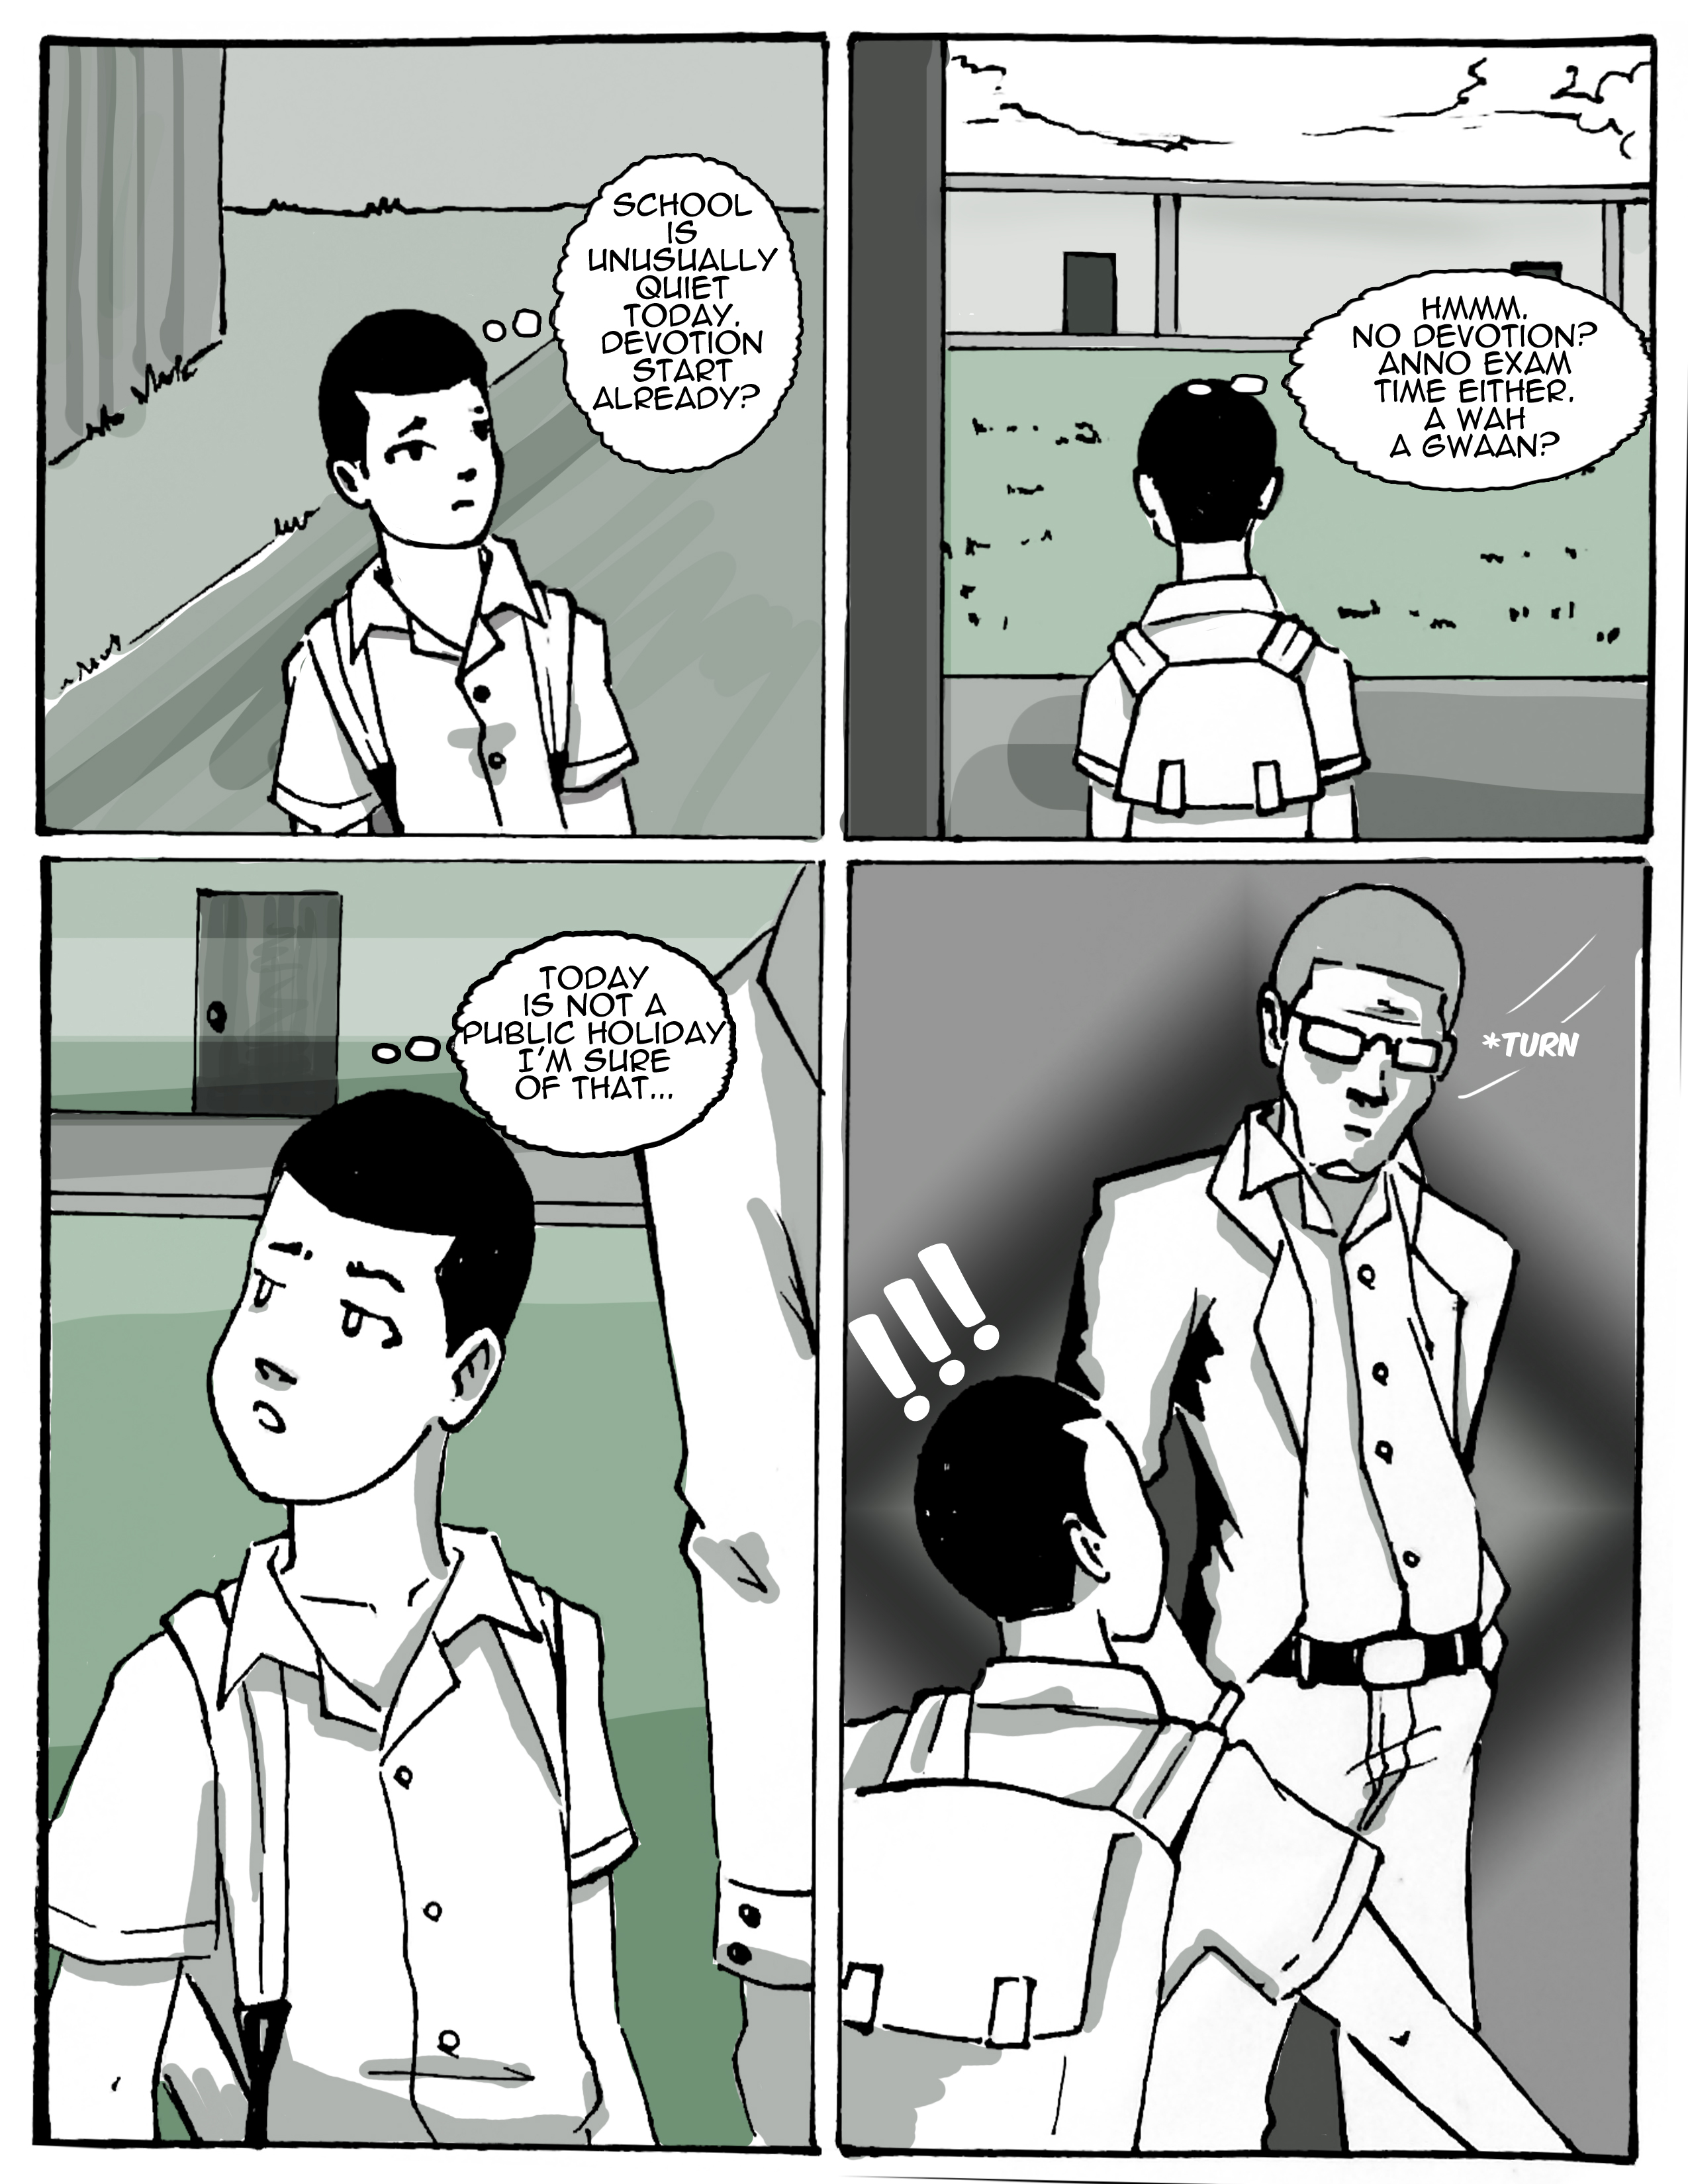 SCHOOL
IS
UNUSUALLY
QUIET
TODAY.
DEVOTION
START
ALREADY?
HMMM.
NO DEVOTION?
ANNO EXAM
TIME EITHER.
A WAH
A GWAAN?
TODAY
IS NOT A
PUBLIC HOLIDAY
I'M SURE
OF THAT...
*TURN
!!!